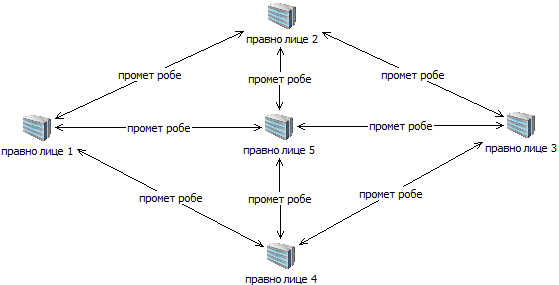 правно лице 2
промет робе
промет робе
промет робе
правно лице 1
промет робе
правно лице 5
промет робе
правно лице 3
промет робе
промет робе
промет робе
правно лице 4